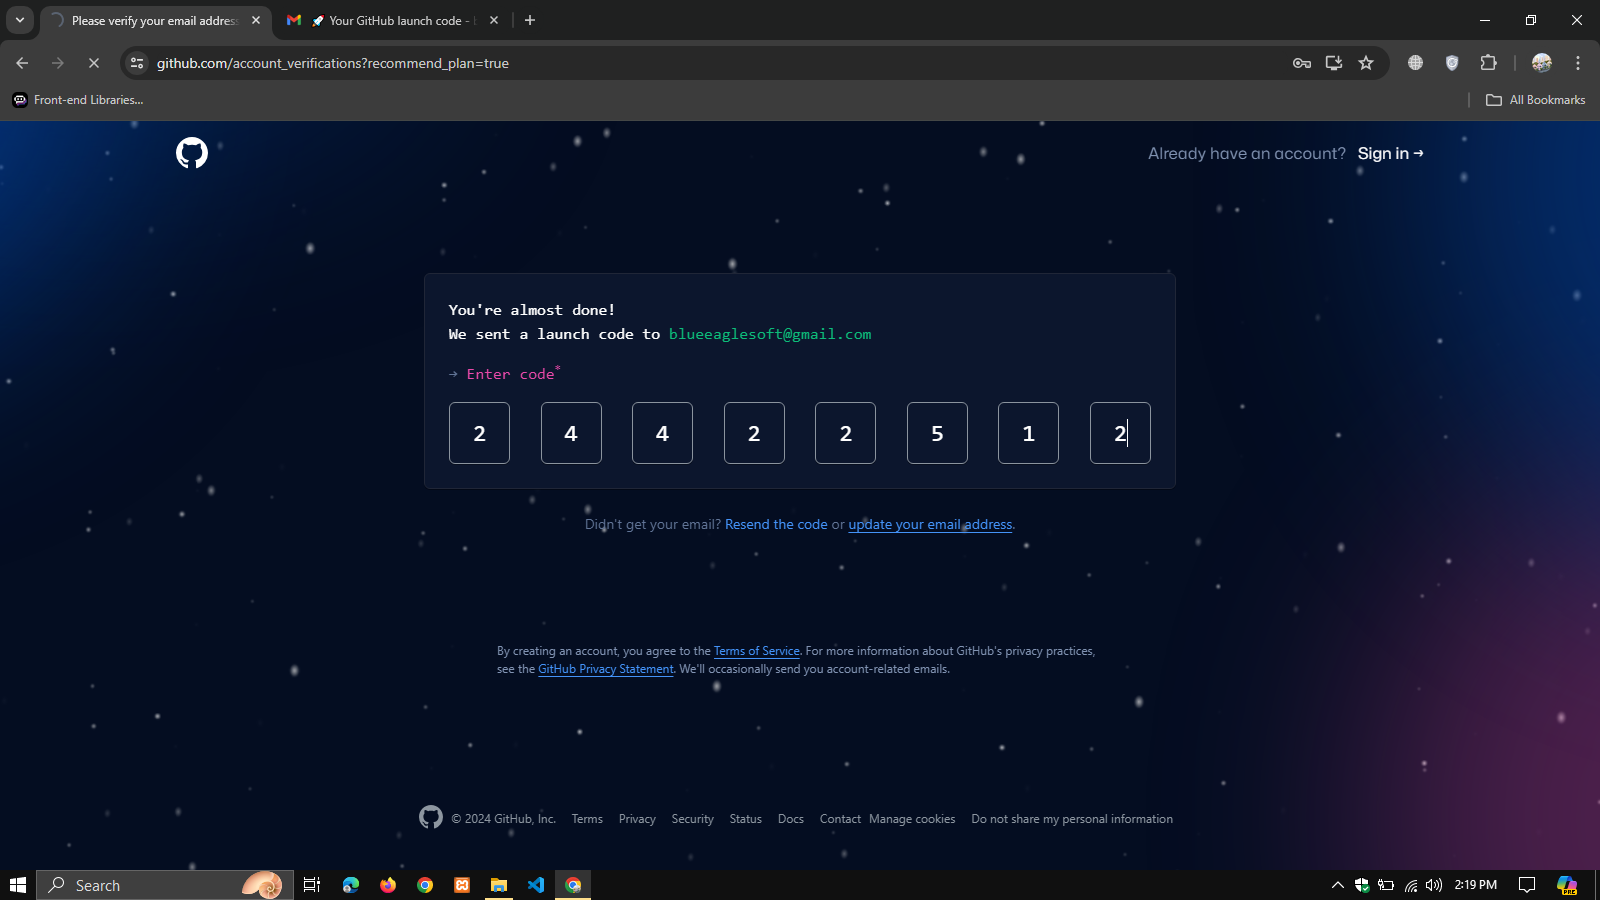 Please verify your email address
Your GitHub launch code -
github.com/account_verifications?recommend_plan=true
Front-end Libraries...
All Bookmarks
Already have an account? Sign in →
You're almost done!
We sent a launch code to blueeaglesoft@gmail.com
→ Enter code*
2 4 4 2 2 5 1 2
Didn't get your email? Resend the code or update your email address.
By creating an account, you agree to the Terms of Service. For more information about GitHub's privacy practices,
see the GitHub Privacy Statement. We'll occasionally send you account-related emails.
© 2024 GitHub, Inc. Terms Privacy Security Status Docs Contact Manage cookies Do not share my personal information
Search
2:19 PM
PRE